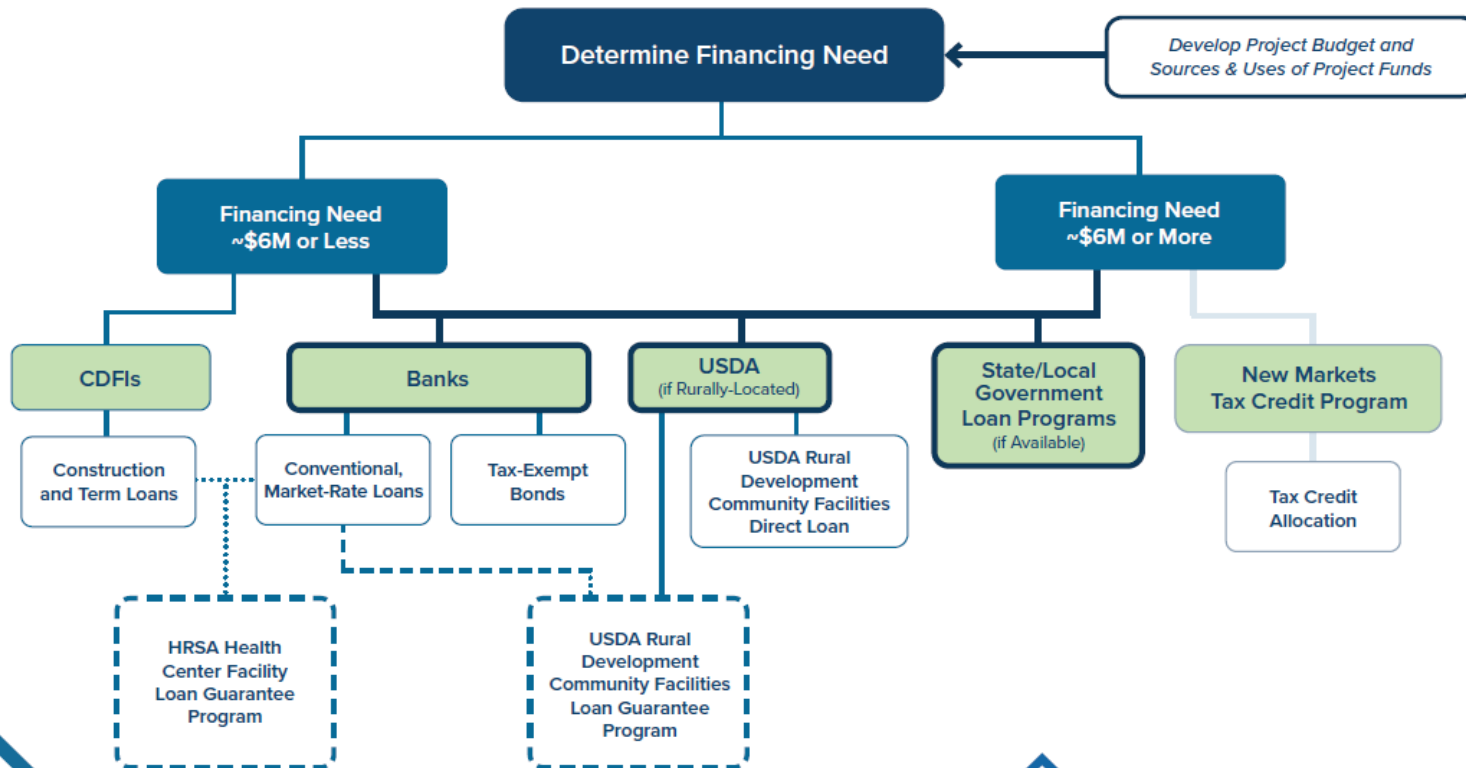 Determine Financing Need
Develop Project Budget and
Sources & Uses of Project Funds
Financing Need
~$6M or Less
Financing Need
~$6M or More
CDFIs
Banks
USDA
(if Rurally-Located)
State/Local
Government
Loan Programs
(if Available)
New Markets
Tax Credit Program
Construction
and Term Loans
Conventional,
Market-Rate Loans
Tax-Exempt
Bonds
USDA Rural
Development
Community Facilities
Direct Loan
Tax Credit
Allocation
HRSA Health
Center Facility
Loan Guarantee
Program
USDA Rural
Development
Community Facilities
Loan Guarantee
Program